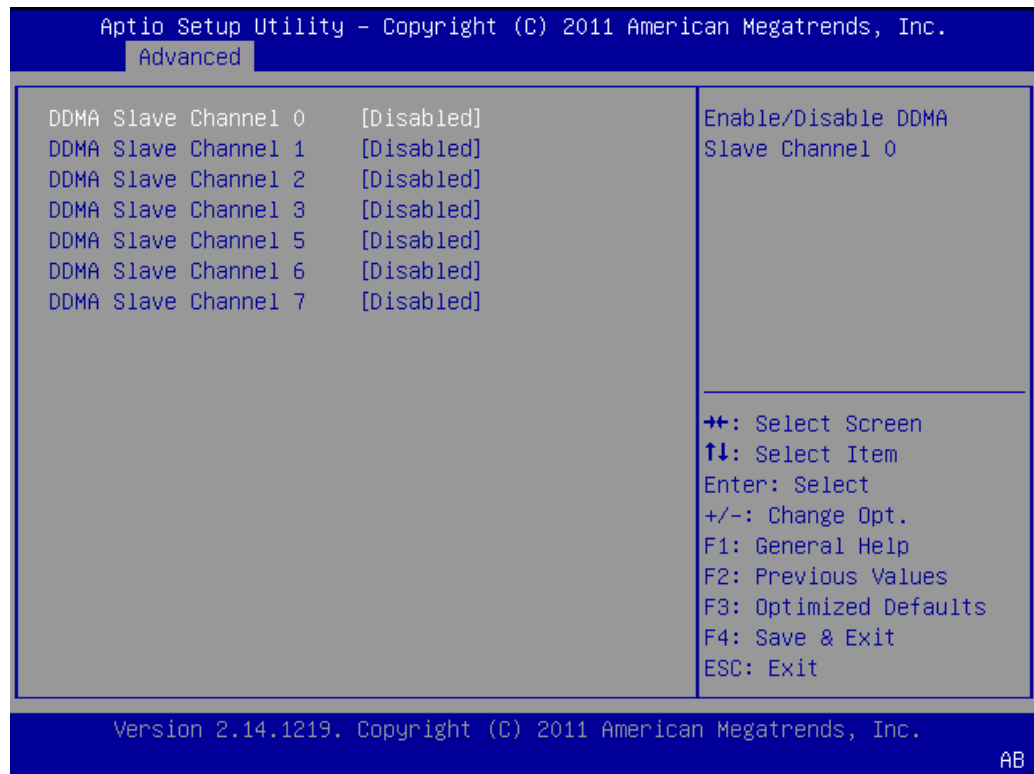 Aptio Setup Utility – Copyright (C) 2011 American Megatrends, Inc.
Advanced
DDMA Slave Channel 0 [Disabled]
DDMA Slave Channel 1 [Disabled]
DDMA Slave Channel 2 [Disabled]
DDMA Slave Channel 3 [Disabled]
DDMA Slave Channel 5 [Disabled]
DDMA Slave Channel 6 [Disabled]
DDMA Slave Channel 7 [Disabled]
Enable/Disable DDMA
Slave Channel 0
→←: Select Screen
↑↓: Select Item
Enter: Select
+/-: Change Opt.
F1: General Help
F2: Previous Values
F3: Optimized Defaults
F4: Save & Exit
ESC: Exit
Version 2.14.1219. Copyright (C) 2011 American Megatrends, Inc.
AB